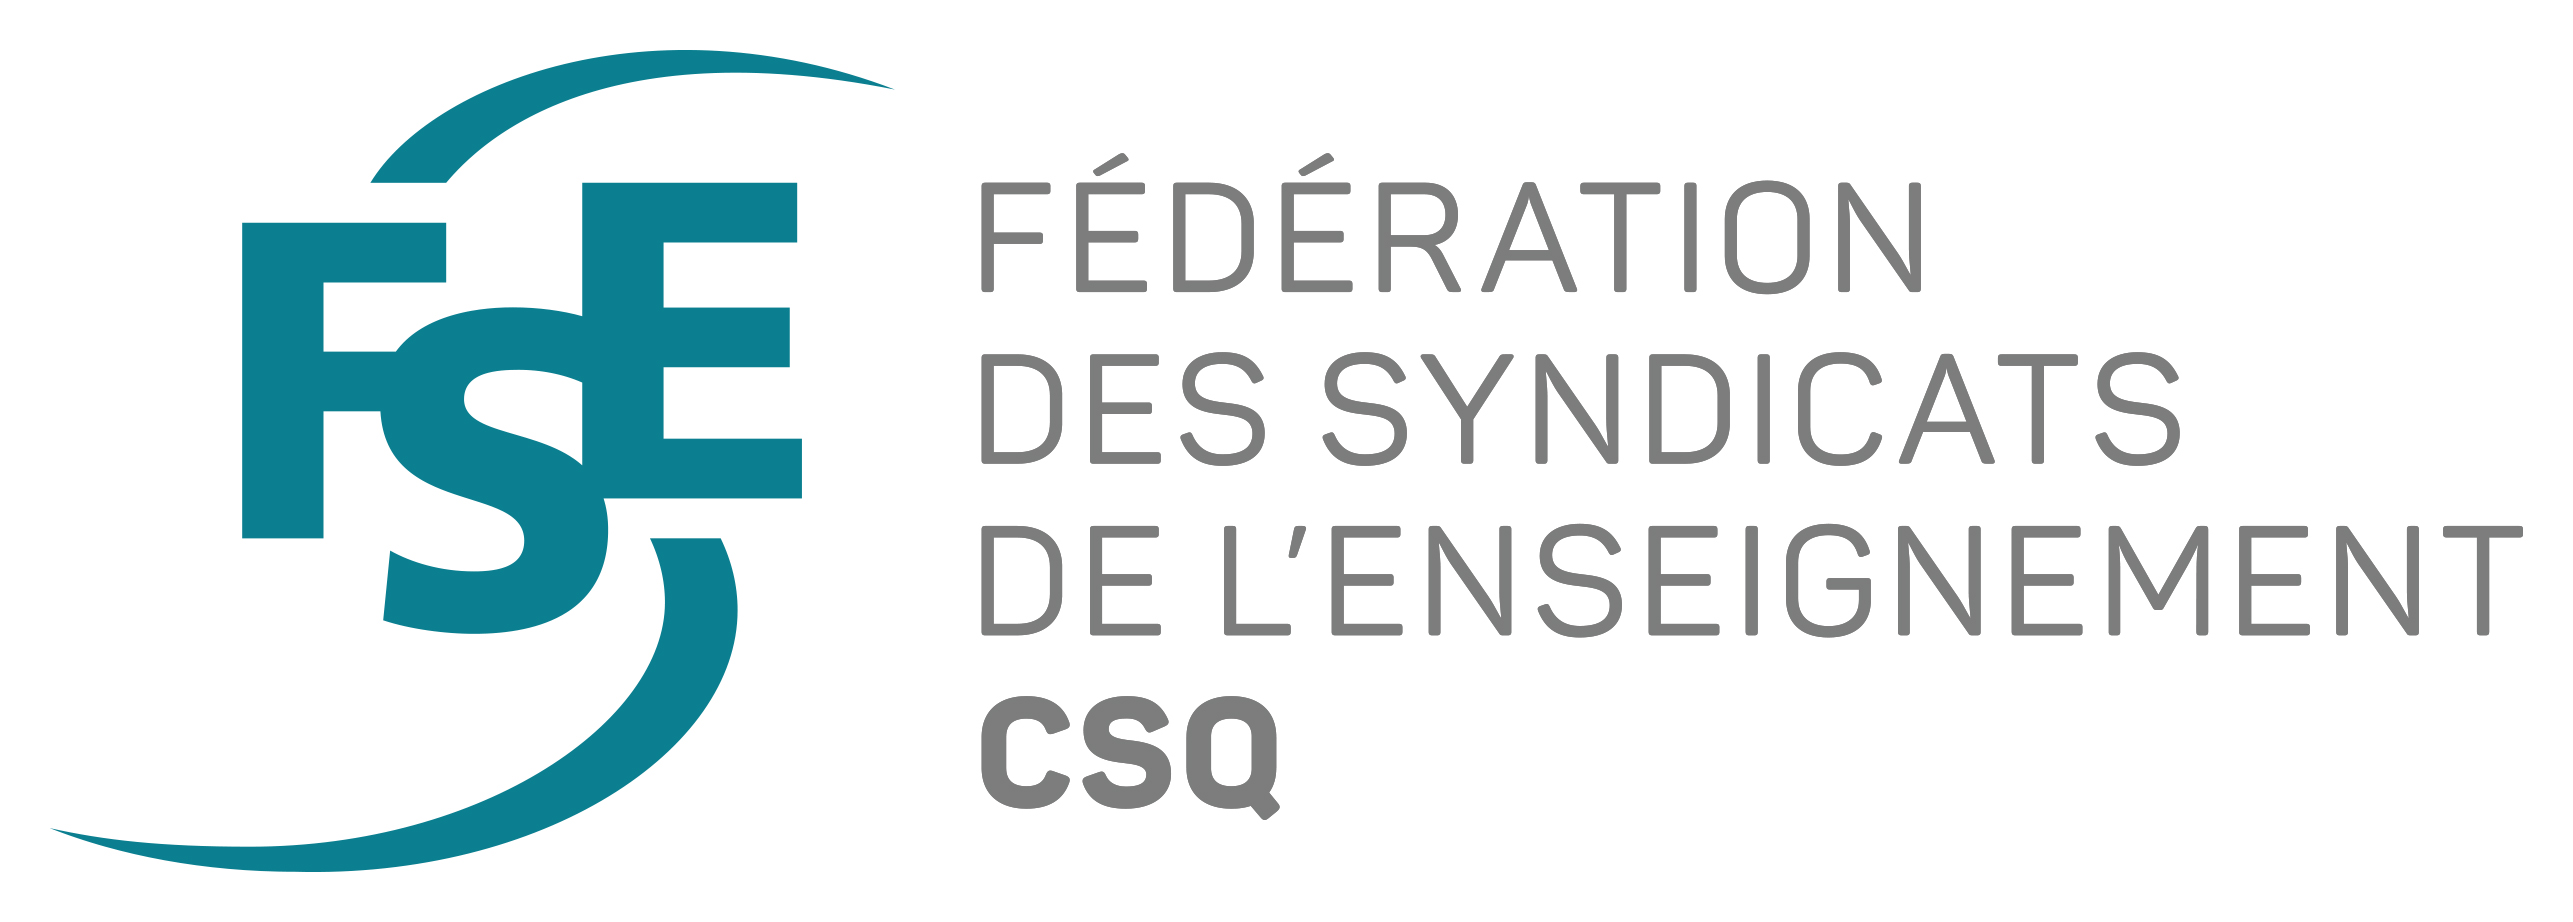 FSE
FÉDÉRATION
DES SYNDICATS
DE L’ENSEIGNEMENT
CSQ